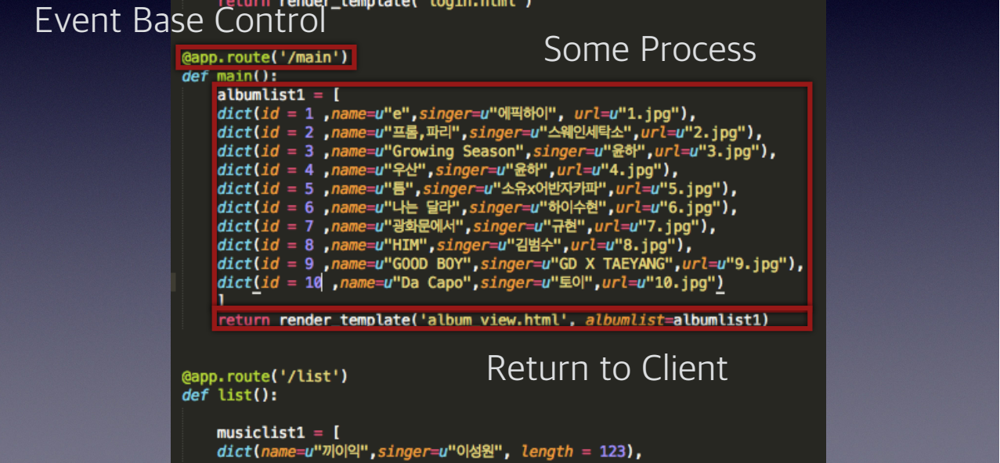 return render_template('login.html')
Event Base Control
Some Process
@app.route('/main')
def main():
albumlist1 = [
dict(id = 1 ,name=u"e",singer=u"에픽하이", url=u"1.jpg"),
dict(id = 2 ,name=u"프롬,파리",singer=u"스웨인세탁소",url=u"2.jpg"),
dict(id = 3 ,name=u"Growing Season",singer=u"윤하",url=u"3.jpg"),
dict(id = 4 ,name=u"우산",singer=u"윤하",url=u"4.jpg"),
dict(id = 5 ,name=u"틈",singer=u"소유x어반자카파",url=u"5.jpg"),
dict(id = 6 ,name=u"나는 달라",singer=u"하이수현",url=u"6.jpg"),
dict(id = 7 ,name=u"광화문에서",singer=u"규현",url=u"7.jpg"),
dict(id = 8 ,name=u"HIM",singer=u"김범수",url=u"8.jpg"),
dict(id = 9 ,name=u"GOOD BOY",singer=u"GD X TAEYANG",url=u"9.jpg"),
dict(id = 10 ,name=u"Da Capo",singer=u"토이",url=u"10.jpg")
]
return render_template('album_view.html', albumlist=albumlist1)
Return to Client
@app.route('/list')
def list():
musiclist1 = [
dict(name=u"끼이익",singer=u"이성원", length = 123),